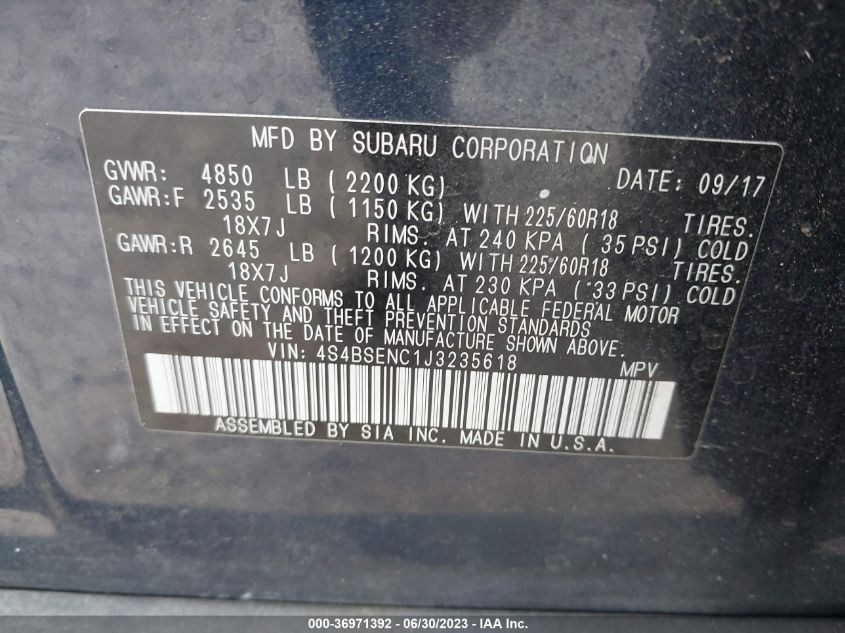 MFD BY SUBARU CORPORATION
GVWR: 4850 LB ( 2200 KG) DATE: 09/17
GAWR:F 2535 LB ( 1150 KG) WITH 225/60R18 TIRES.
18X7J RIMS. AT 240 KPA ( 35 PSI) COLD
GAWR:R 2645 LB ( 1200 KG) WITH 225/60R18 TIRES.
18X7J RIMS. AT 230 KPA ( 33 PSI) COLD
THIS VEHICLE CONFORMS TO ALL APPLICABLE FEDERAL MOTOR
VEHICLE SAFETY AND THEFT PREVENTION STANDARDS
IN EFFECT ON THE DATE OF MANUFACTURE SHOWN ABOVE.
VIN: 4S4BSENC1J3235618 MPV
ASSEMBLED BY SIA INC. MADE IN U.S.A.
000-36971392 - 06/30/2023 - IAA Inc.